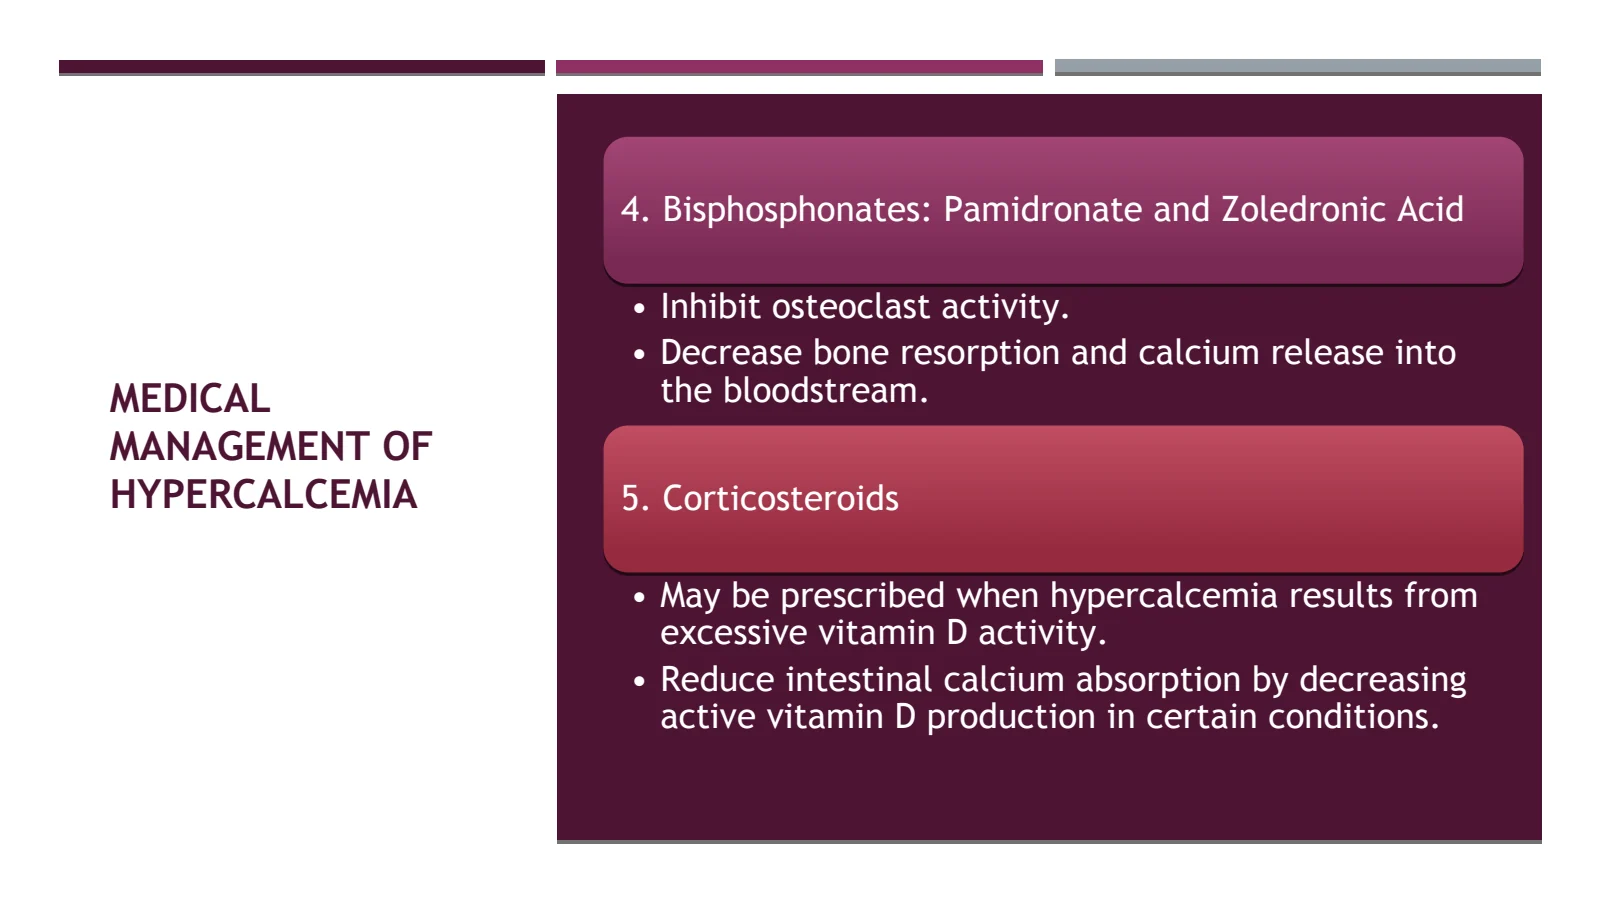 MEDICAL
MANAGEMENT OF
HYPERCALCEMIA
4. Bisphosphonates: Pamidronate and Zoledronic Acid
• Inhibit osteoclast activity.
• Decrease bone resorption and calcium release into
the bloodstream.
5. Corticosteroids
• May be prescribed when hypercalcemia results from
excessive vitamin D activity.
• Reduce intestinal calcium absorption by decreasing
active vitamin D production in certain conditions.